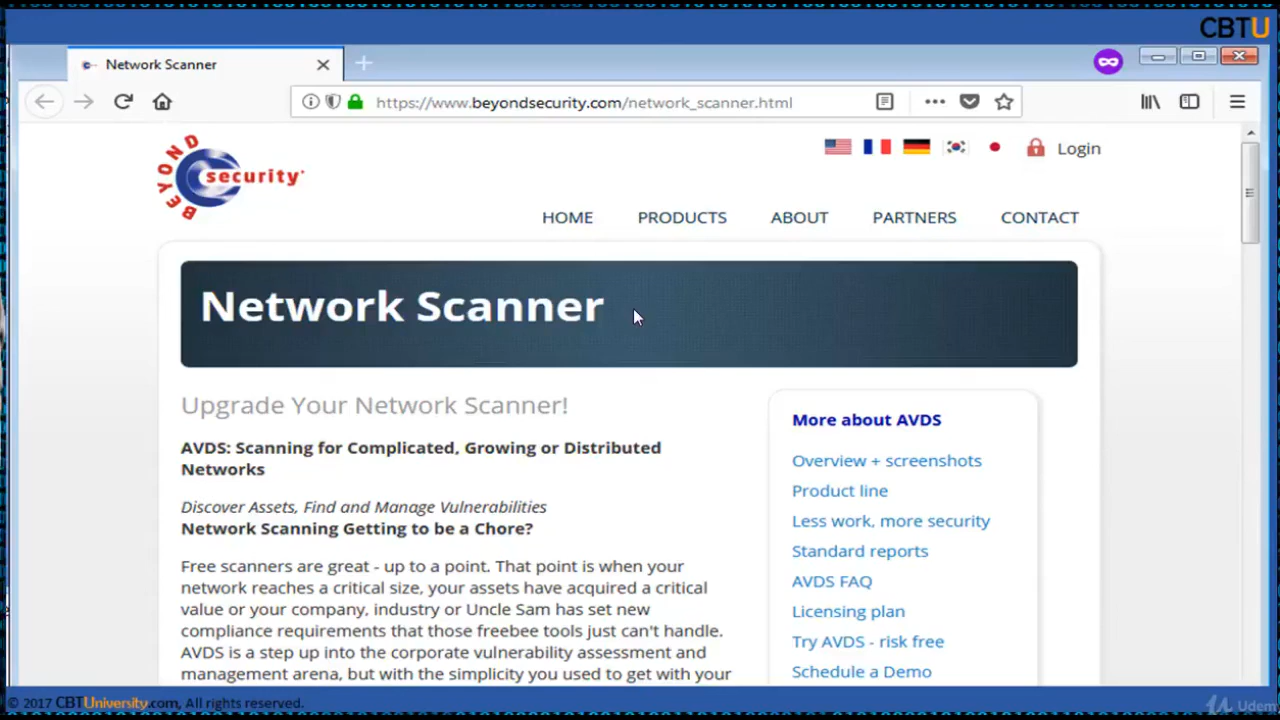 CBTU
Network Scanner
https://www.beyondsecurity.com/network_scanner.html
BEYOND
security
Login
HOME PRODUCTS ABOUT PARTNERS CONTACT
Network Scanner
Upgrade Your Network Scanner!
AVDS: Scanning for Complicated, Growing or Distributed
Networks
Discover Assets, Find and Manage Vulnerabilities
Network Scanning Getting to be a Chore?
Free scanners are great - up to a point. That point is when your
network reaches a critical size, your assets have acquired a critical
value or your company, industry or Uncle Sam has set new
compliance requirements that those freebee tools just can't handle.
AVDS is a step up into the corporate vulnerability assessment and
management arena, but with the simplicity you used to get with your
More about AVDS
Overview + screenshots
Product line
Less work, more security
Standard reports
AVDS FAQ
Licensing plan
Try AVDS - risk free
Schedule a Demo
© 2017 CBTUniversity.com, All rights reserved.
Udemy